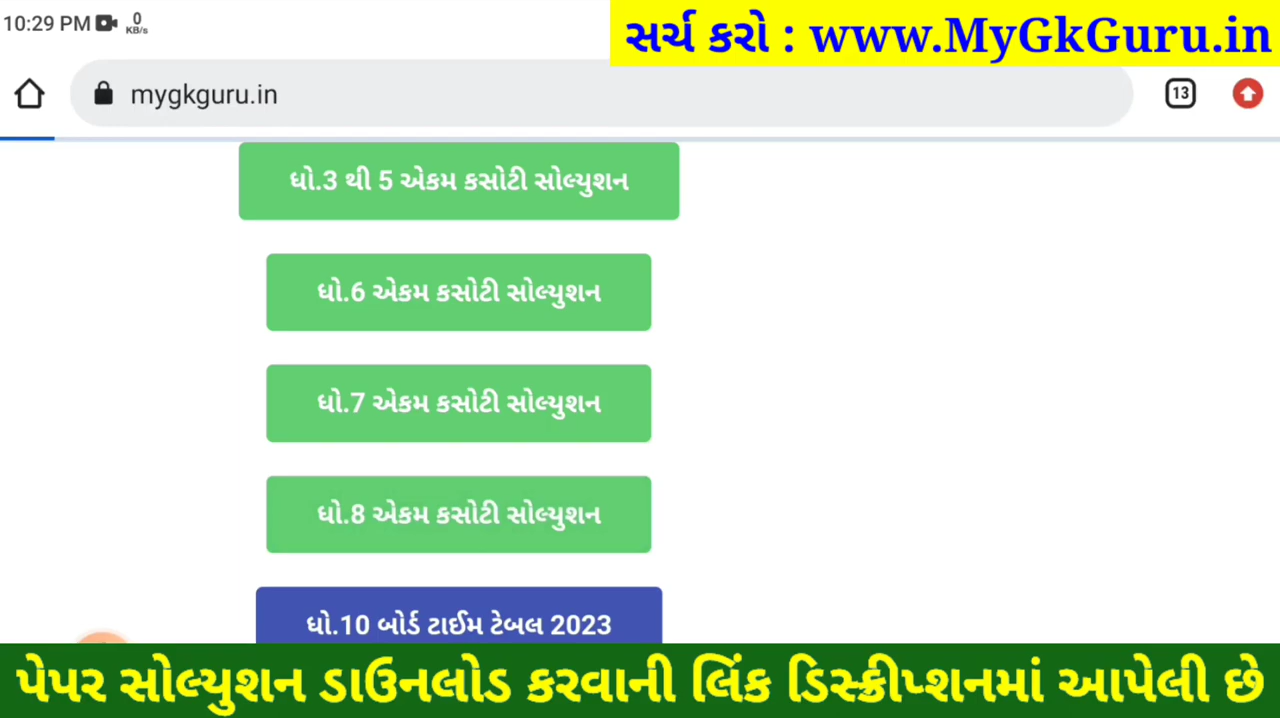 10:29 PM 0 KB/s
સર્ચ કરો : www.MyGkGuru.in
mygkguru.in
13
ધો.3 થી 5 એકમ કસોટી સોલ્યુશન
ધો.6 એકમ કસોટી સોલ્યુશન
ધો.7 એકમ કસોટી સોલ્યુશન
ધો.8 એકમ કસોટી સોલ્યુશન
ધો.10 બોર્ડ ટાઈમ ટેબલ 2023
પેપર સોલ્યુશન ડાઉનલોડ કરવાની લિંક ડિસ્ક્રીપ્શનમાં આપેલી છે